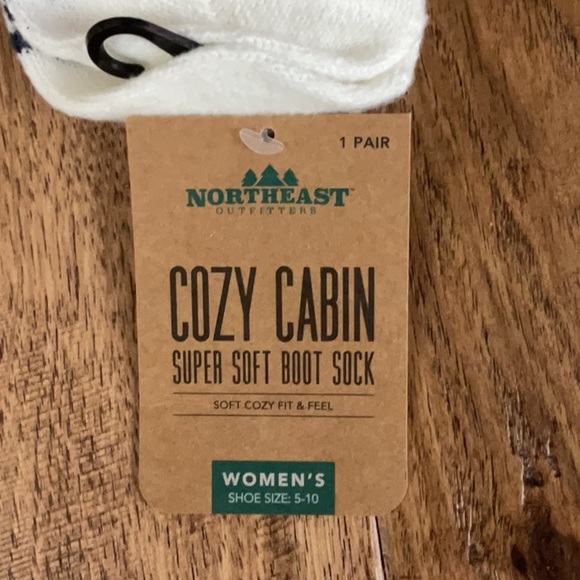 1 PAIR
NORTHEAST
OUTFITTERS
COZY CABIN
SUPER SOFT BOOT SOCK
SOFT COZY FIT & FEEL
WOMEN'S
SHOE SIZE: 5-10